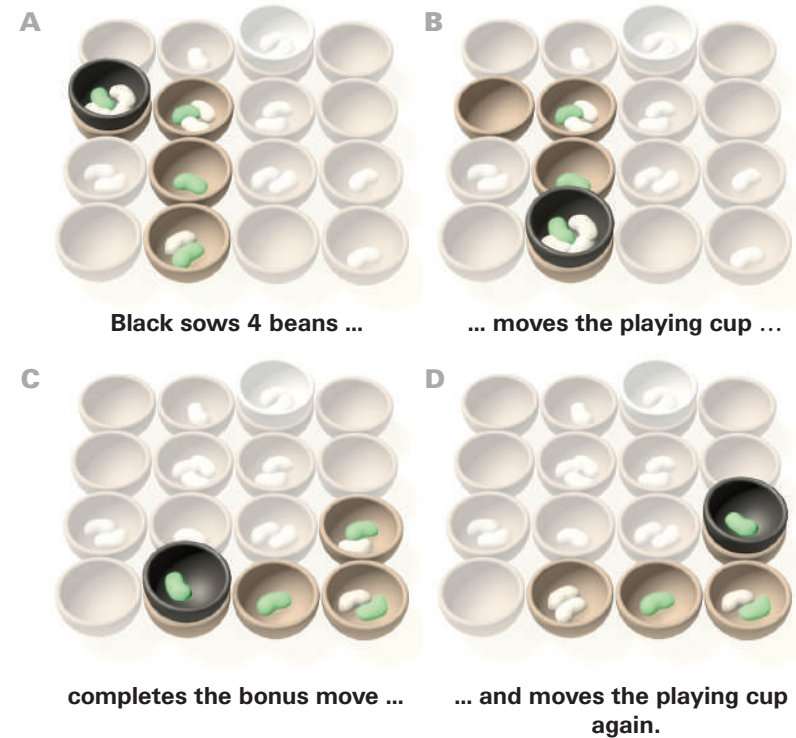 A
B
Black sows 4 beans ...
... moves the playing cup …
C
D
completes the bonus move ...
... and moves the playing cup
again.